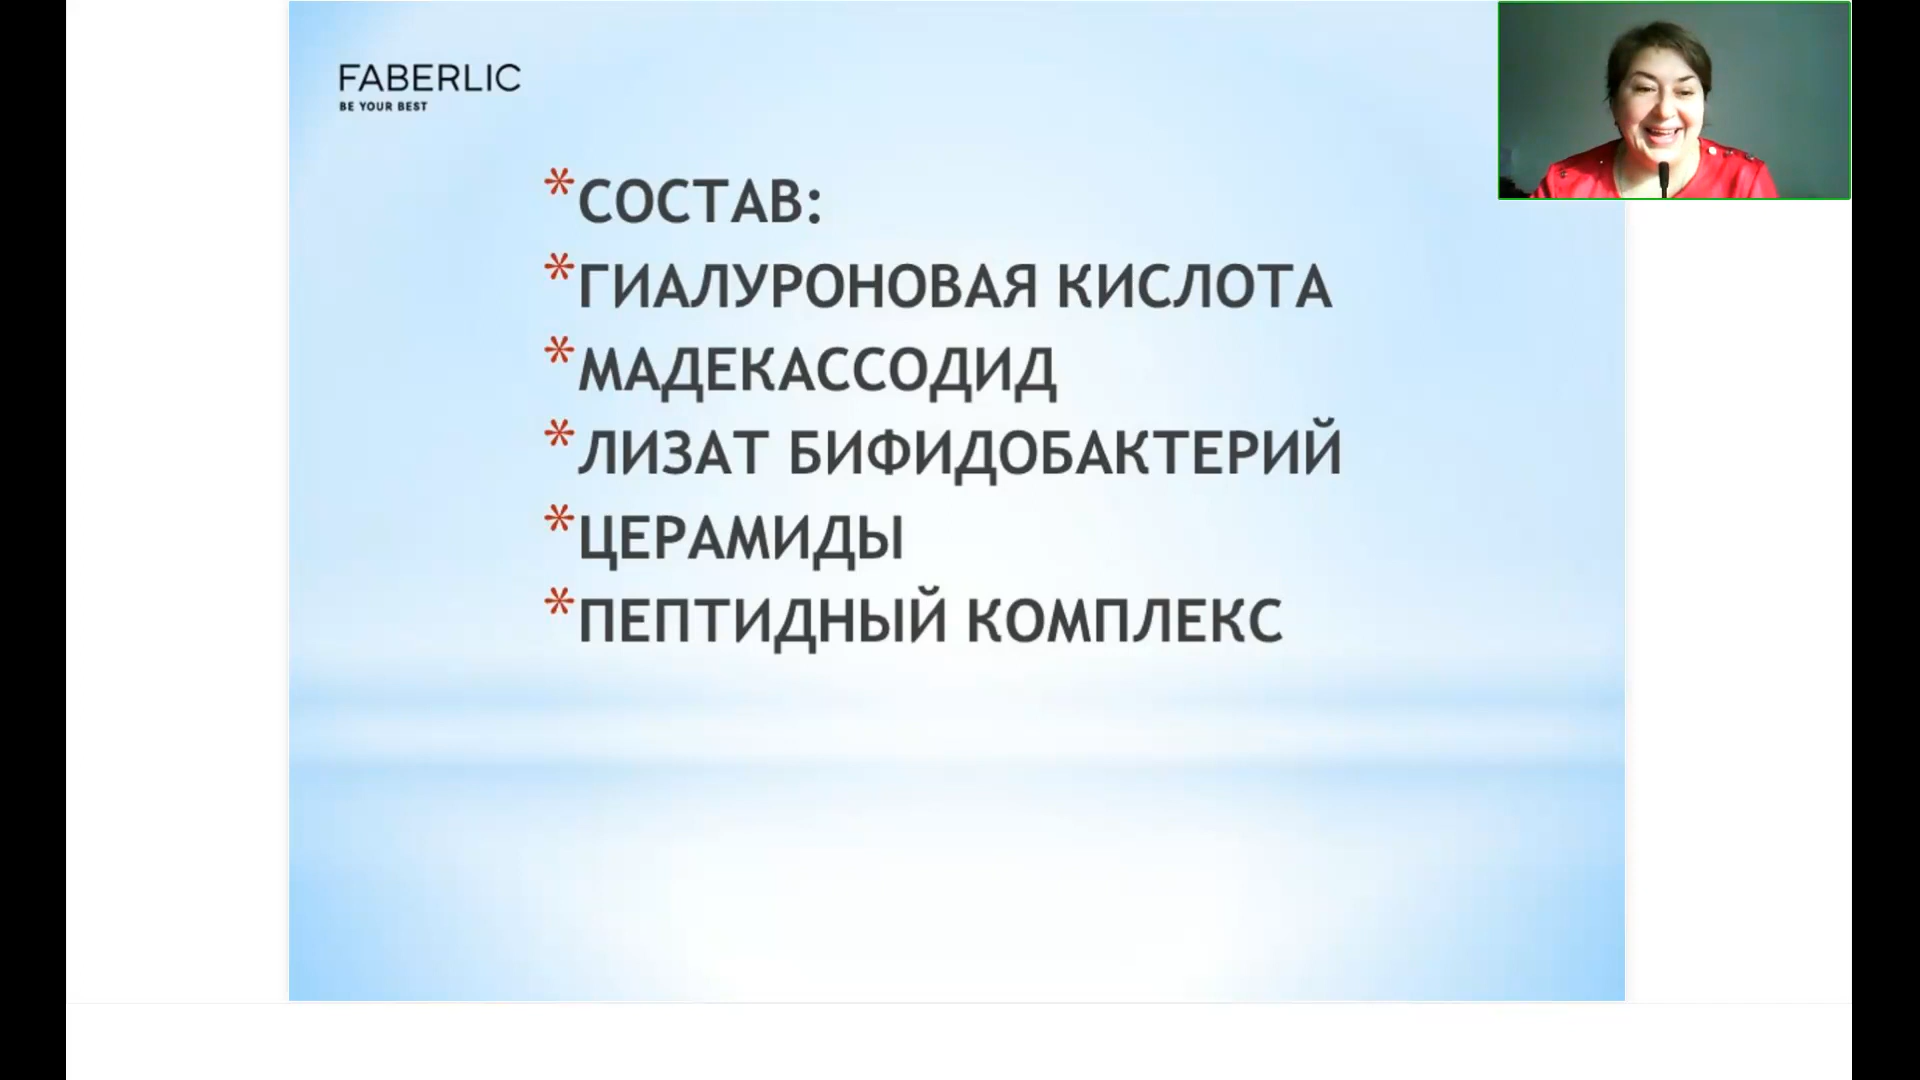 FABERLIC
BE YOUR BEST
*СОСТАВ:
*ГИАЛУРОНОВАЯ КИСЛОТА
*МАДЕКАССОДИД
*ЛИЗАТ БИФИДОБАКТЕРИЙ
*ЦЕРАМИДЫ
*ПЕПТИДНЫЙ КОМПЛЕКС